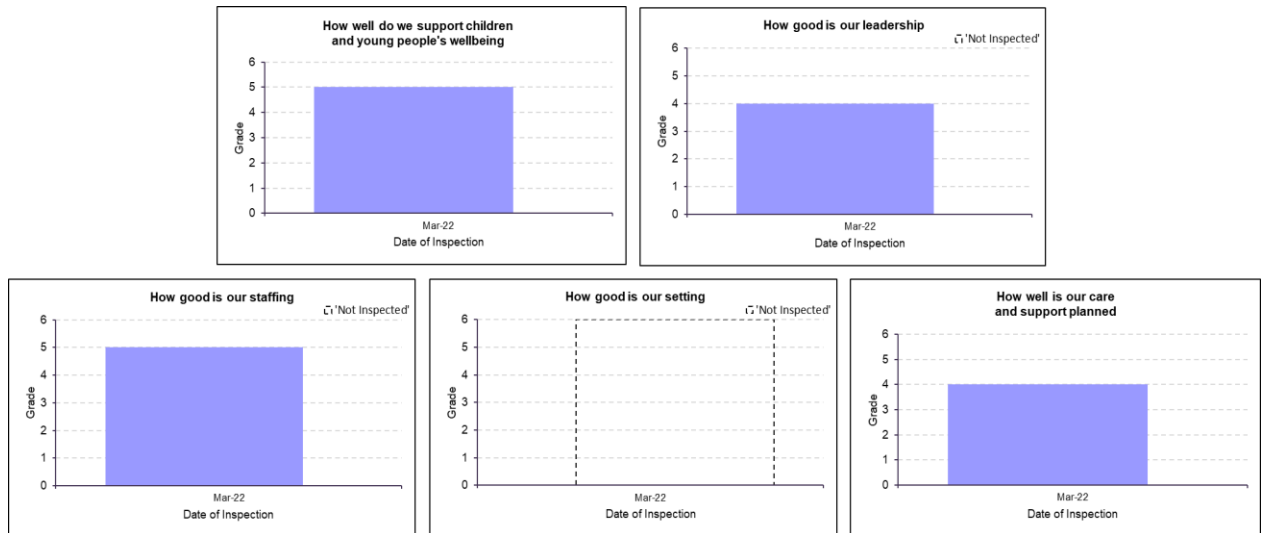 How well do we support children
and young people's wellbeing
6
5
4
3
2
1
0
Grade
Mar-22
Date of Inspection
How good is our leadership
'Not Inspected'
6
5
4
3
2
1
0
Grade
Mar-22
Date of Inspection
How good is our staffing
'Not Inspected'
6
5
4
3
2
1
0
Grade
Mar-22
Date of Inspection
How good is our setting
'Not Inspected'
6
5
4
3
2
1
0
Grade
Mar-22
Date of Inspection
How well is our care
and support planned
6
5
4
3
2
1
0
Grade
Mar-22
Date of Inspection